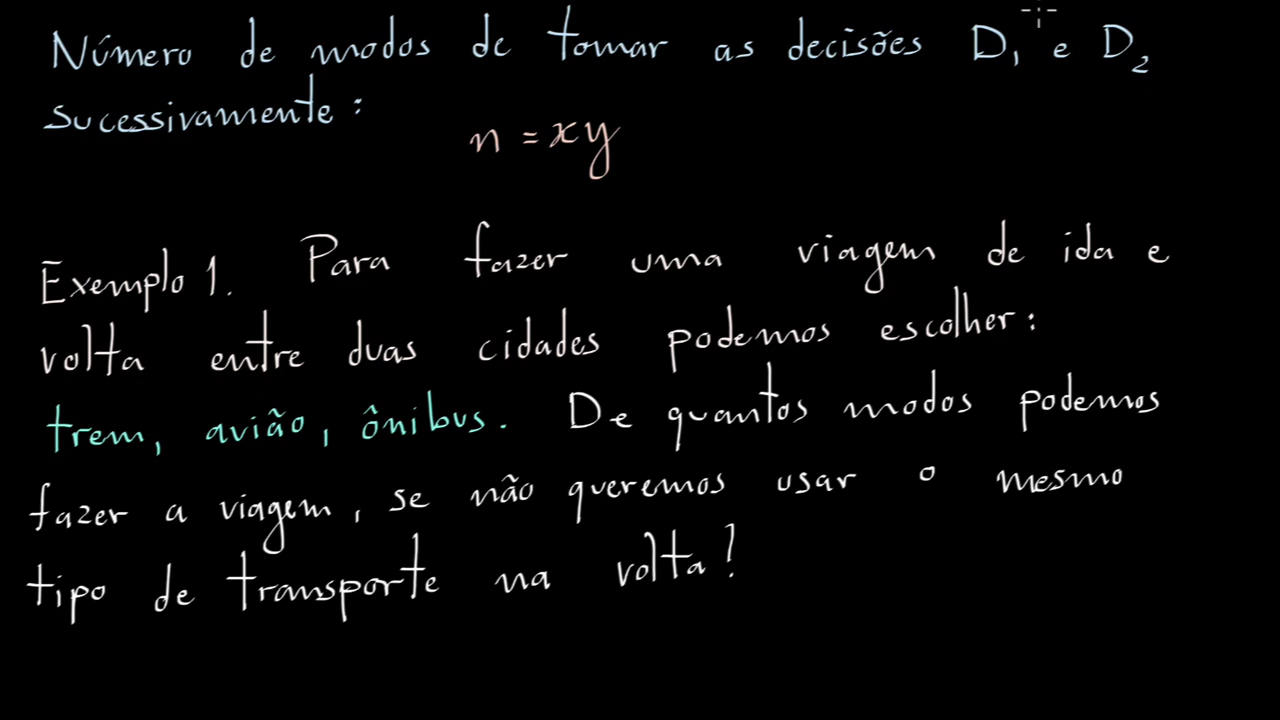 Número de modos de tomar as decisões D₁ e D₂
sucessivamente:
n = xy
Exemplo 1. Para fazer uma viagem de ida e
volta entre duas cidades podemos escolher:
trem, avião, ônibus. De quantos modos podemos
fazer a viagem, se não queremos usar o mesmo
tipo de transporte na volta?